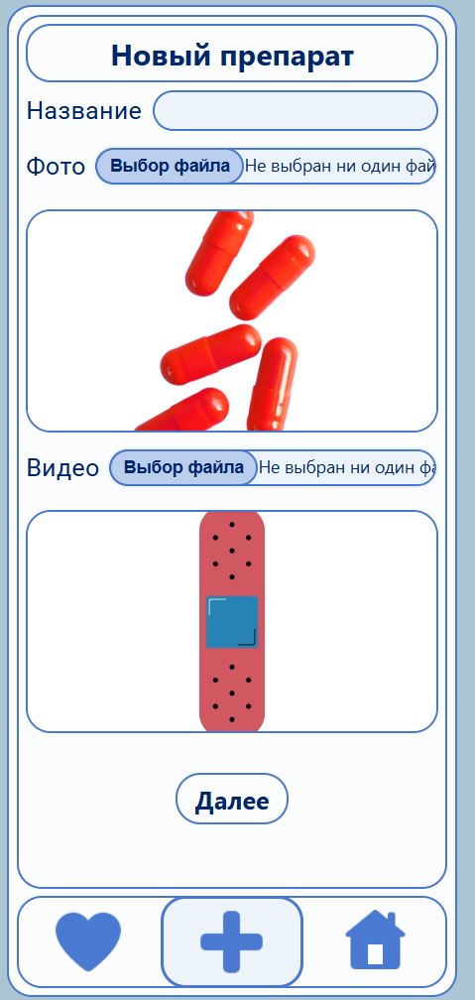 Новый препарат
Название
Фото Выбор файла Не выбран ни один фай
Видео Выбор файла Не выбран ни один фа
Далее